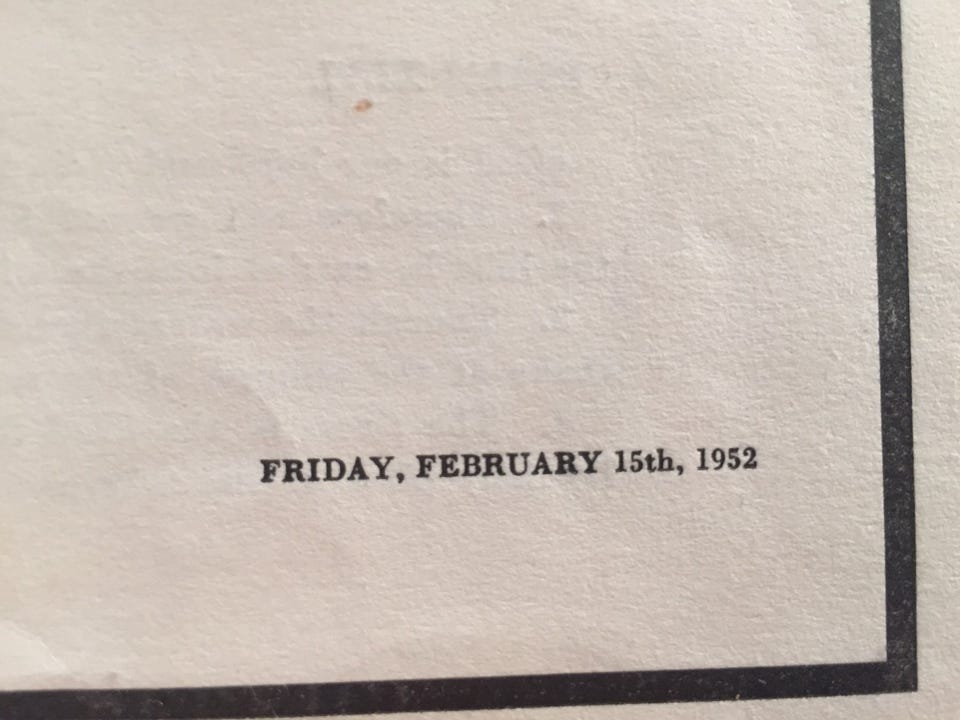 FRIDAY, FEBRUARY 15th, 1952